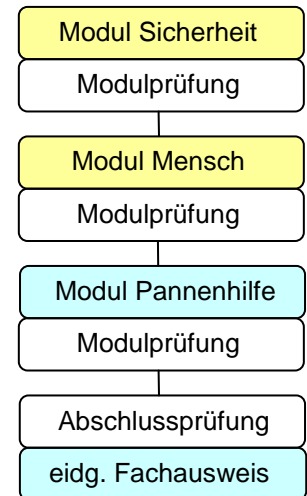 Modul Sicherheit
Modulprüfung
Modul Mensch
Modulprüfung
Modul Pannenhilfe
Modulprüfung
Abschlussprüfung
eidg. Fachausweis